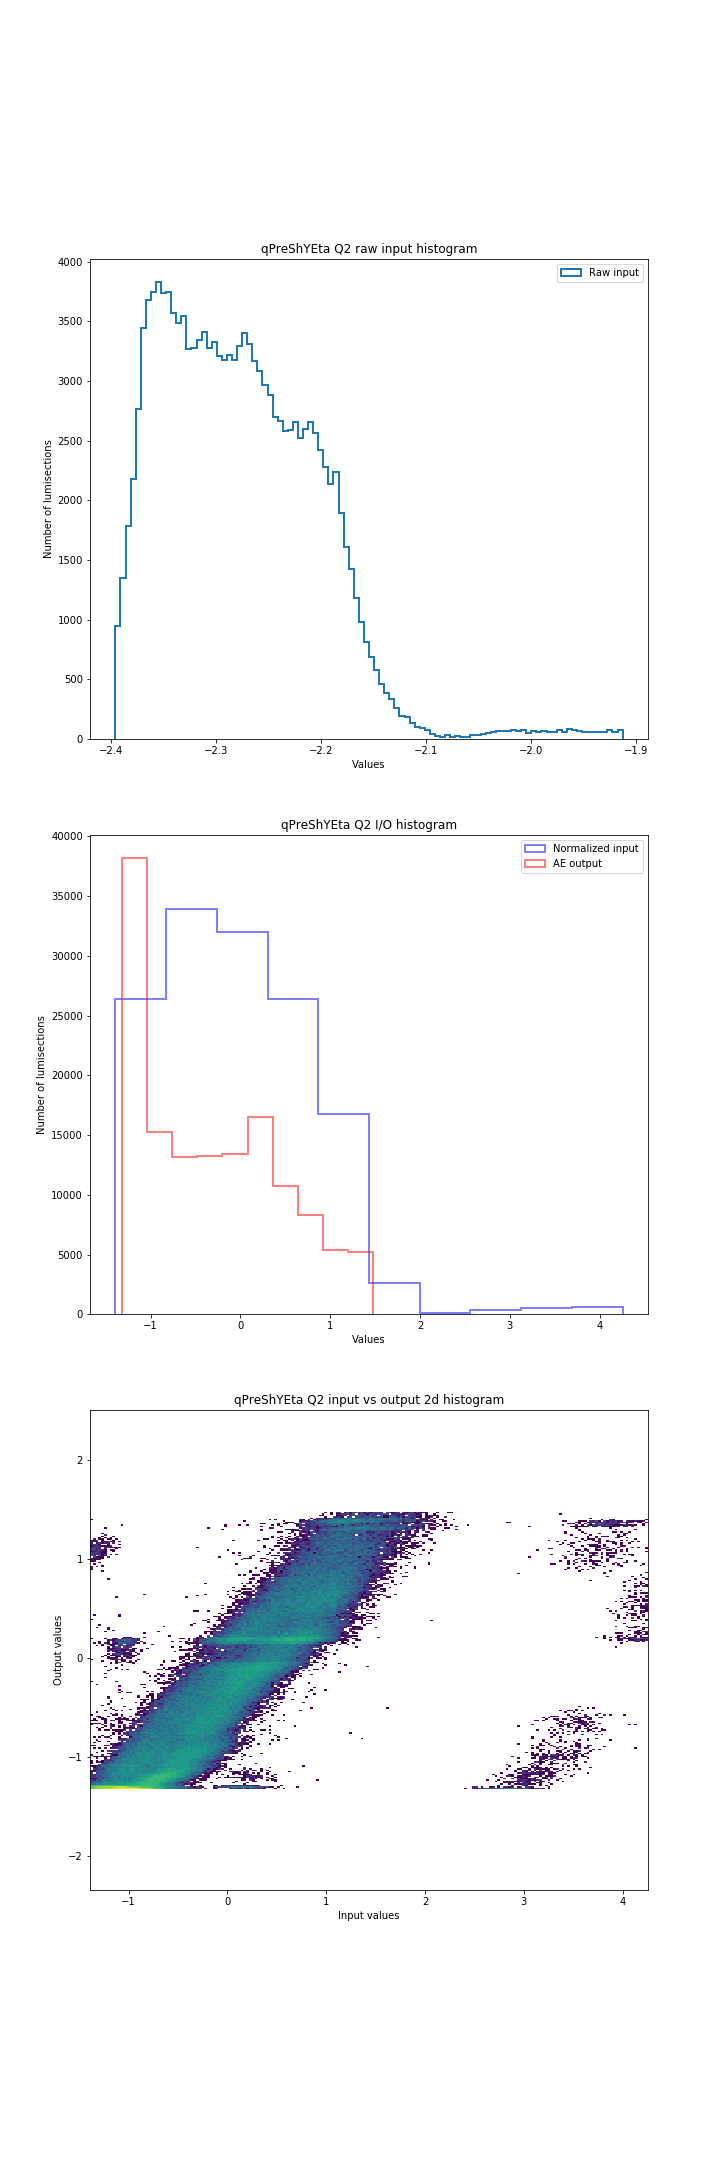 qPreShYEta Q2 raw input histogram
4000
3500
3000
2500
2000
1500
1000
500
0
Number of lumisections
Raw input
−2.4 −2.3 −2.2 −2.1 −2.0 −1.9
Values
qPreShYEta Q2 I/O histogram
40000
35000
30000
25000
20000
15000
10000
5000
0
Number of lumisections
Normalized input
AE output
−1 0 1 2 3 4
Values
qPreShYEta Q2 input vs output 2d histogram
2
1
0
−1
−2
Output values
−1 0 1 2 3 4
Input values